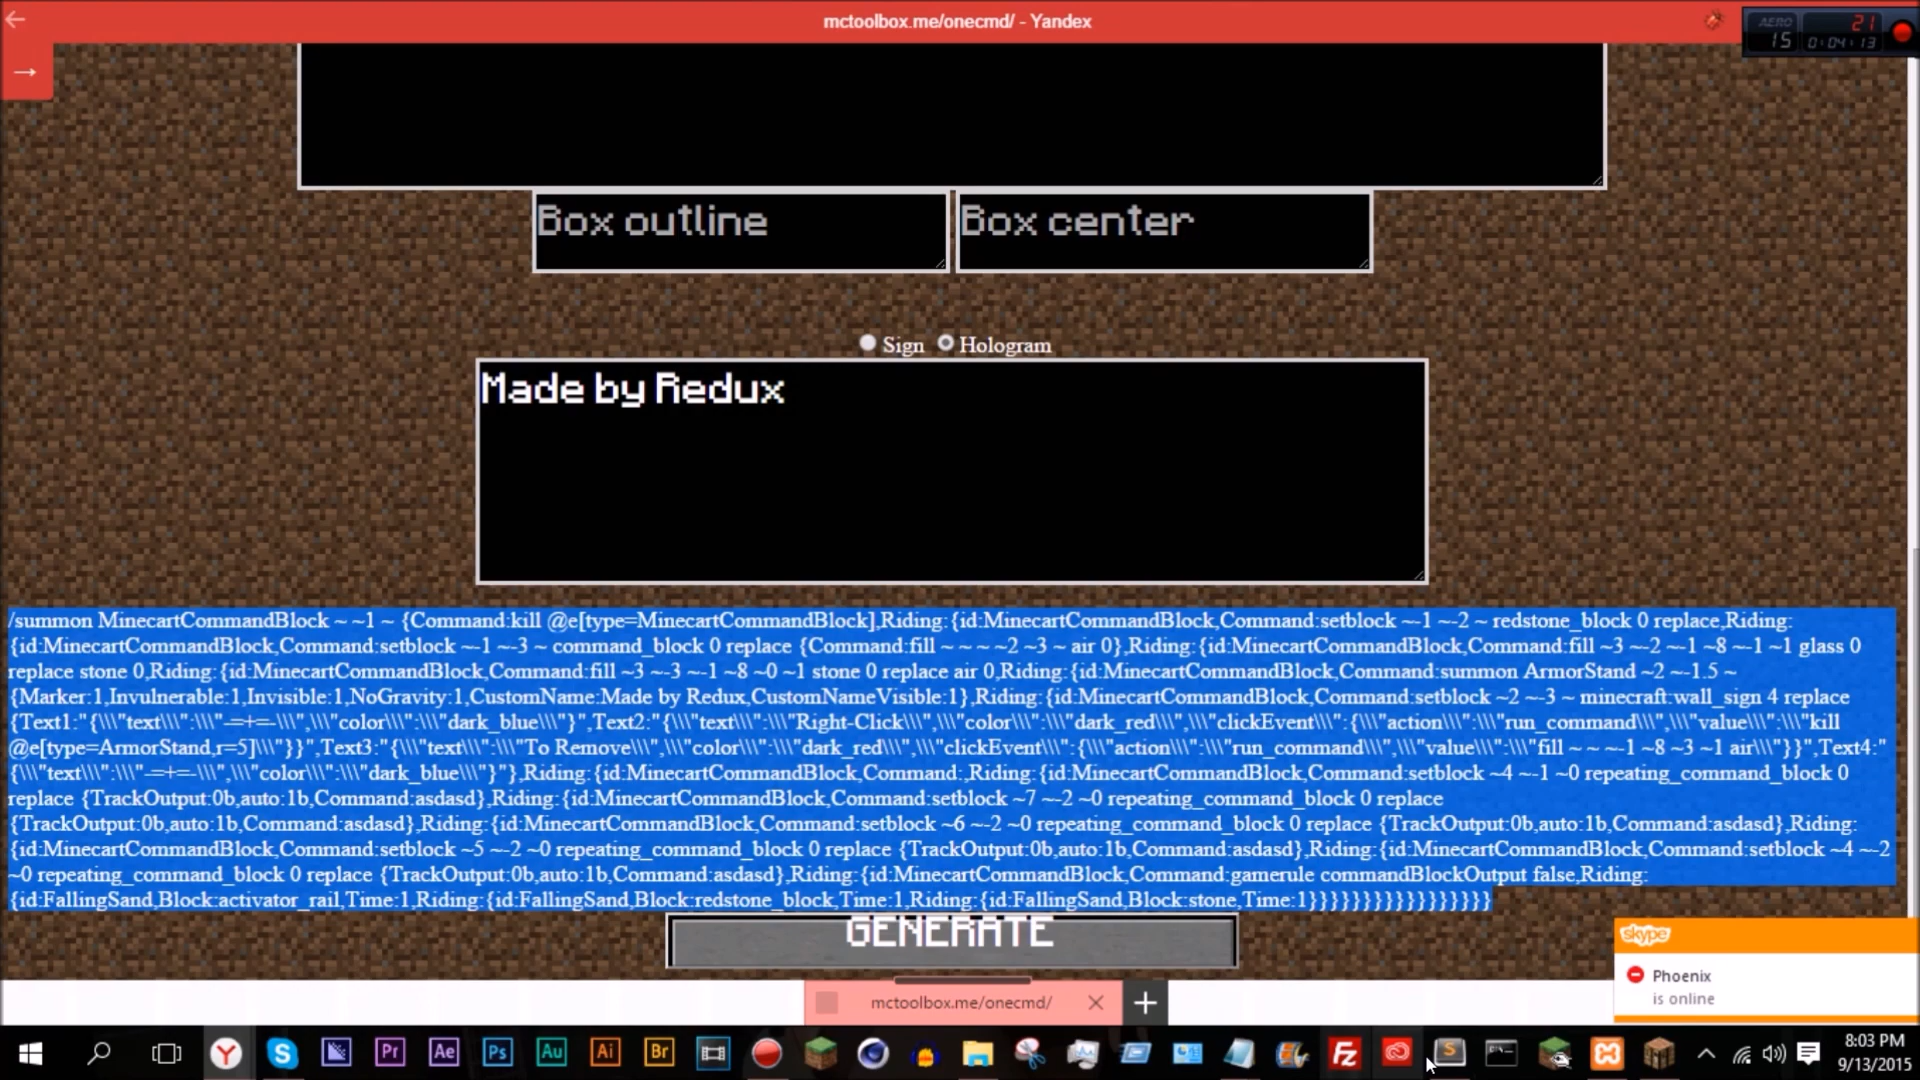 mctoolbox.me/onecmd/ - Yandex
AERO
15
21
0:04:13
Box outline
Box center
Sign
Hologram
Made by Redux
/summon MinecartCommandBlock ~ ~1 ~ {Command:kill @e[type=MinecartCommandBlock],Riding:{id:MinecartCommandBlock,Command:setblock ~-1 ~-2 ~ redstone_block 0 replace,Riding:
{id:MinecartCommandBlock,Command:setblock ~-1 ~-3 ~ command_block 0 replace {Command:fill ~ ~ ~ ~2 ~3 ~ air 0},Riding:{id:MinecartCommandBlock,Command:fill ~3 ~-2 ~-1 ~8 ~-1 ~1 glass 0
replace stone 0,Riding:{id:MinecartCommandBlock,Command:fill ~3 ~-3 ~-1 ~8 ~0 ~1 stone 0 replace air 0,Riding:{id:MinecartCommandBlock,Command:summon ArmorStand ~2 ~-1.5 ~
{Marker:1,Invulnerable:1,Invisible:1,NoGravity:1,CustomName:Made by Redux,CustomNameVisible:1},Riding:{id:MinecartCommandBlock,Command:setblock ~2 ~-3 ~ minecraft:wall_sign 4 replace
{Text1:"{\\\"text\\\":\\\"-=+=-\\\",\\\"color\\\":\\\"dark_blue\\\"}",Text2:"{\\\"text\\\":\\\"Right-Click\\\",\\\"color\\\":\\\"dark_red\\\",\\\"clickEvent\\\":{\\\"action\\\":\\\"run_command\\\",\\\"value\\\":\\\"kill
@e[type=ArmorStand,r=5]\\\"}}",Text3:"{\\\"text\\\":\\\"To Remove\\\",\\\"color\\\":\\\"dark_red\\\",\\\"clickEvent\\\":{\\\"action\\\":\\\"run_command\\\",\\\"value\\\":\\\"fill ~ ~ ~-1 ~8 ~3 ~1 air\\\"}}",Text4:"
{\\\"text\\\":\\\"-=+=-\\\",\\\"color\\\":\\\"dark_blue\\\"}"},Riding:{id:MinecartCommandBlock,Command:,Riding:{id:MinecartCommandBlock,Command:setblock ~4 ~-1 ~0 repeating_command_block 0
replace {TrackOutput:0b,auto:1b,Command:asdasd},Riding:{id:MinecartCommandBlock,Command:setblock ~7 ~-2 ~0 repeating_command_block 0 replace
{TrackOutput:0b,auto:1b,Command:asdasd},Riding:{id:MinecartCommandBlock,Command:setblock ~6 ~-2 ~0 repeating_command_block 0 replace {TrackOutput:0b,auto:1b,Command:asdasd},Riding:
{id:MinecartCommandBlock,Command:setblock ~5 ~-2 ~0 repeating_command_block 0 replace {TrackOutput:0b,auto:1b,Command:asdasd},Riding:{id:MinecartCommandBlock,Command:setblock ~4 ~-2
~0 repeating_command_block 0 replace {TrackOutput:0b,auto:1b,Command:asdasd},Riding:{id:MinecartCommandBlock,Command:gamerule commandBlockOutput false,Riding:
{id:FallingSand,Block:activator_rail,Time:1,Riding:{id:FallingSand,Block:redstone_block,Time:1,Riding:{id:FallingSand,Block:stone,Time:1}}}}}}}}}}}}}}}}}
GENERATE
skype
Phoenix
is online
mctoolbox.me/onecmd/
Pr
Ae
Ps
Au
Ai
Br
Fz
8:03 PM
9/13/2015